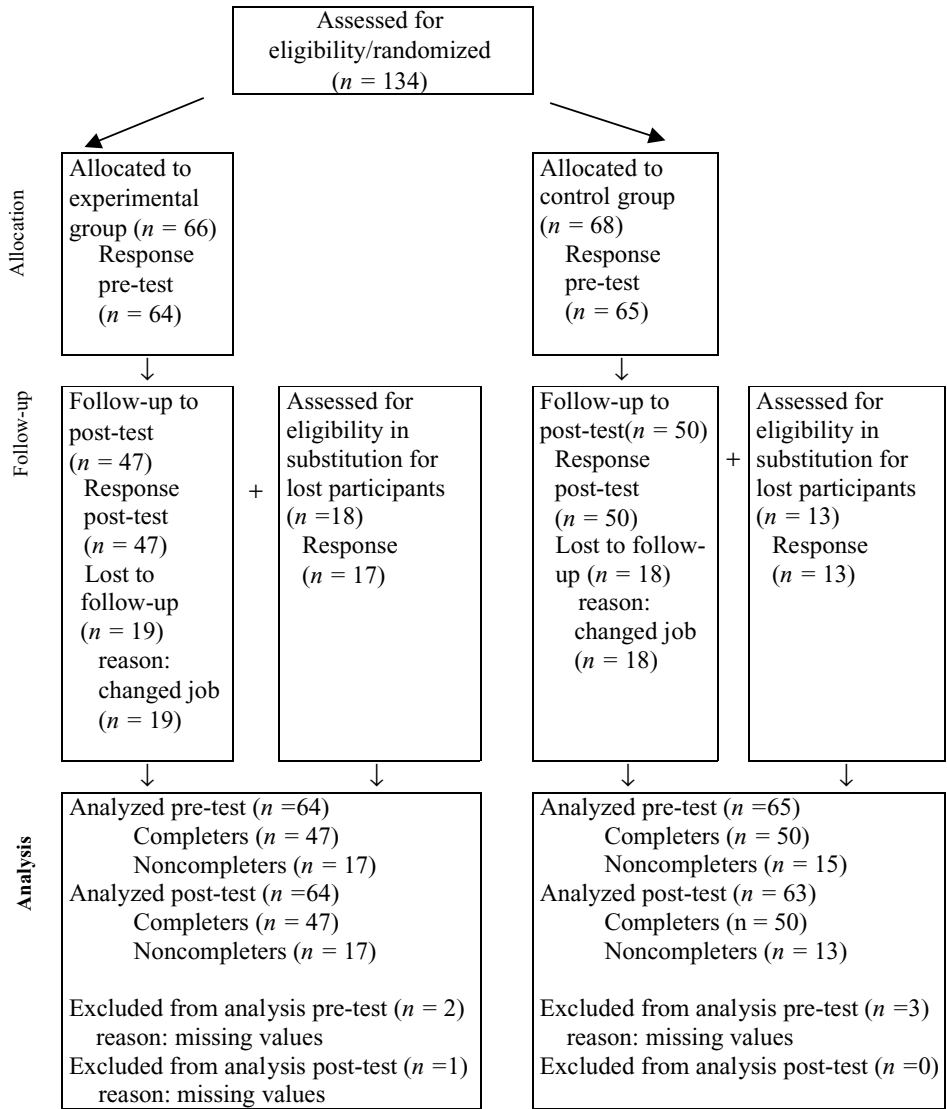 Assessed for
eligibility/randomized
(n = 134)
Allocation
Allocated to
experimental
group (n = 66)
Response
pre-test
(n = 64)
Allocated to
control group
(n = 68)
Response
pre-test
(n = 65)
↓
↓
Follow-up
Follow-up to
post-test
(n = 47)
Response
post-test
(n = 47)
Lost to
follow-up
(n = 19)
reason:
changed job
(n = 19)
+
Assessed for
eligibility in
substitution for
lost participants
(n =18)
Response
(n = 17)
Follow-up to
post-test(n = 50)
Response
post-test
(n = 50)
Lost to follow-
up (n = 18)
reason:
changed job
(n = 18)
+
Assessed for
eligibility in
substitution for
lost participants
(n = 13)
Response
(n = 13)
↓ ↓
↓ ↓
Analysis
Analyzed pre-test (n =64)
Completers (n = 47)
Noncompleters (n = 17)
Analyzed post-test (n =64)
Completers (n = 47)
Noncompleters (n = 17)
Excluded from analysis pre-test (n = 2)
reason: missing values
Excluded from analysis post-test (n =1)
reason: missing values
Analyzed pre-test (n =65)
Completers (n = 50)
Noncompleters (n = 15)
Analyzed post-test (n = 63)
Completers (n = 50)
Noncompleters (n = 13)
Excluded from analysis pre-test (n =3)
reason: missing values
Excluded from analysis post-test (n =0)